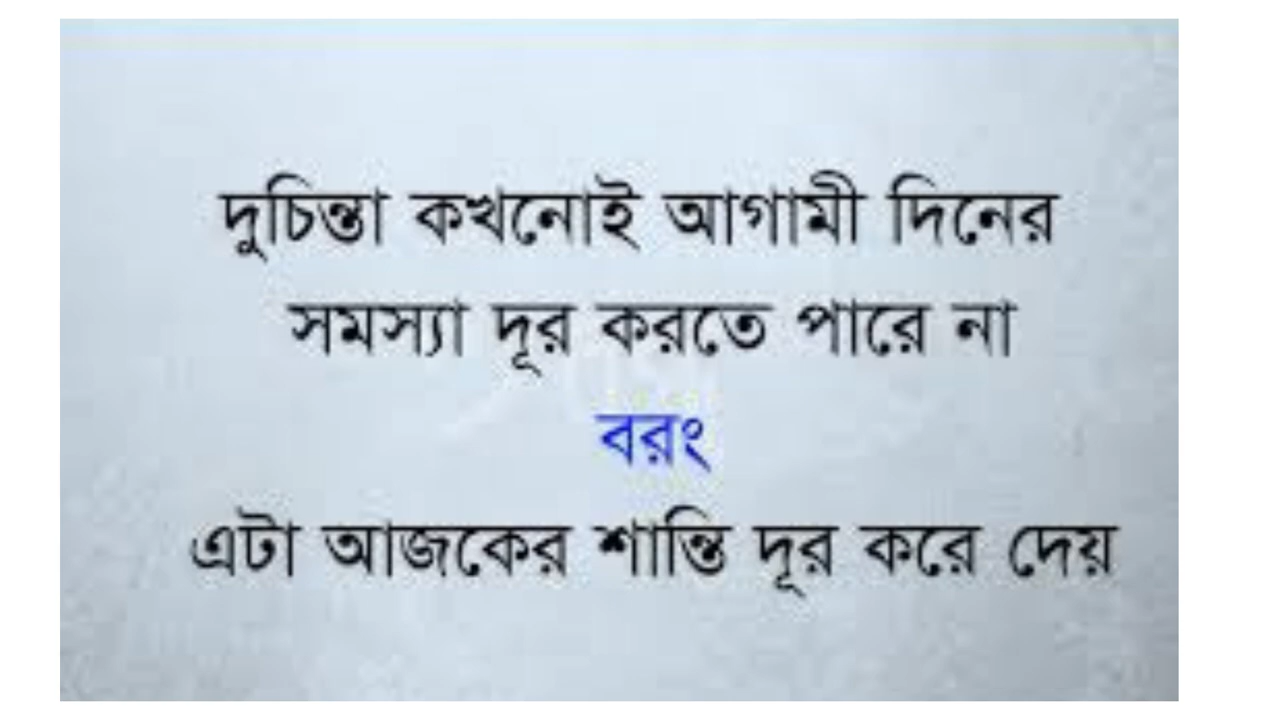 দুচিন্তা কখনোই আগামী দিনের
সমস্যা দূর করতে পারে না
বরং
এটা আজকের শান্তি দূর করে দেয়